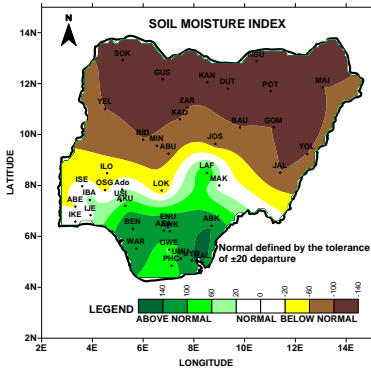 SOIL MOISTURE INDEX
N
14N
12N
10N
8N
6N
4N
2N
LATITUDE
SOK
GUS
KAN
DUT
NGU
POT
MAI
YEL
ZAR
KAD
BID
MIN
ABU
JOS
BAU
GOM
YOL
JAL
ILO
ISE
OSG
Ado
IBA
USI
AKU
ABE
IJE
IKE
LOK
LAF
MAK
BEN
ENU
ABK
WAR
OWE
UMU
PHC
Normal defined by the tolerance
of ±20 departure
140 100 60 20 0 -20 -60 -100 -140
LEGEND
ABOVE NORMAL NORMAL BELOW NORMAL
2E 4E 6E 8E 10E 12E 14E
LONGITUDE